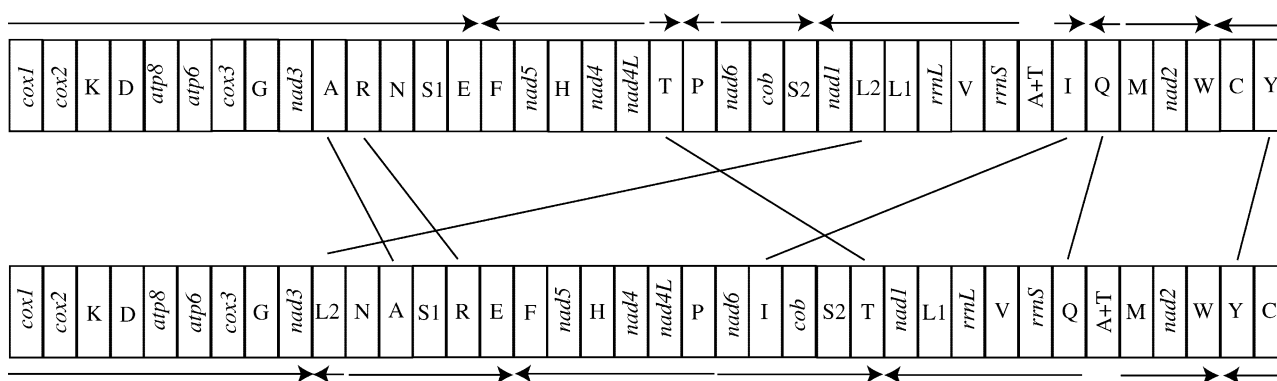 cox1 cox2 K D atp8 atp6 cox3 G nad3 A R N S1 E F nad5 H nad4 nad4L T P nad6 cob S2 nad1 L2 L1 rrnL V rrnS A+T I Q M nad2 W C Y
cox1 cox2 K D atp8 atp6 cox3 G nad3 L2 N A S1 R E F nad5 H nad4 nad4L P nad6 I cob S2 T nad1 L1 rrnL V rrnS Q A+T M nad2 W Y C